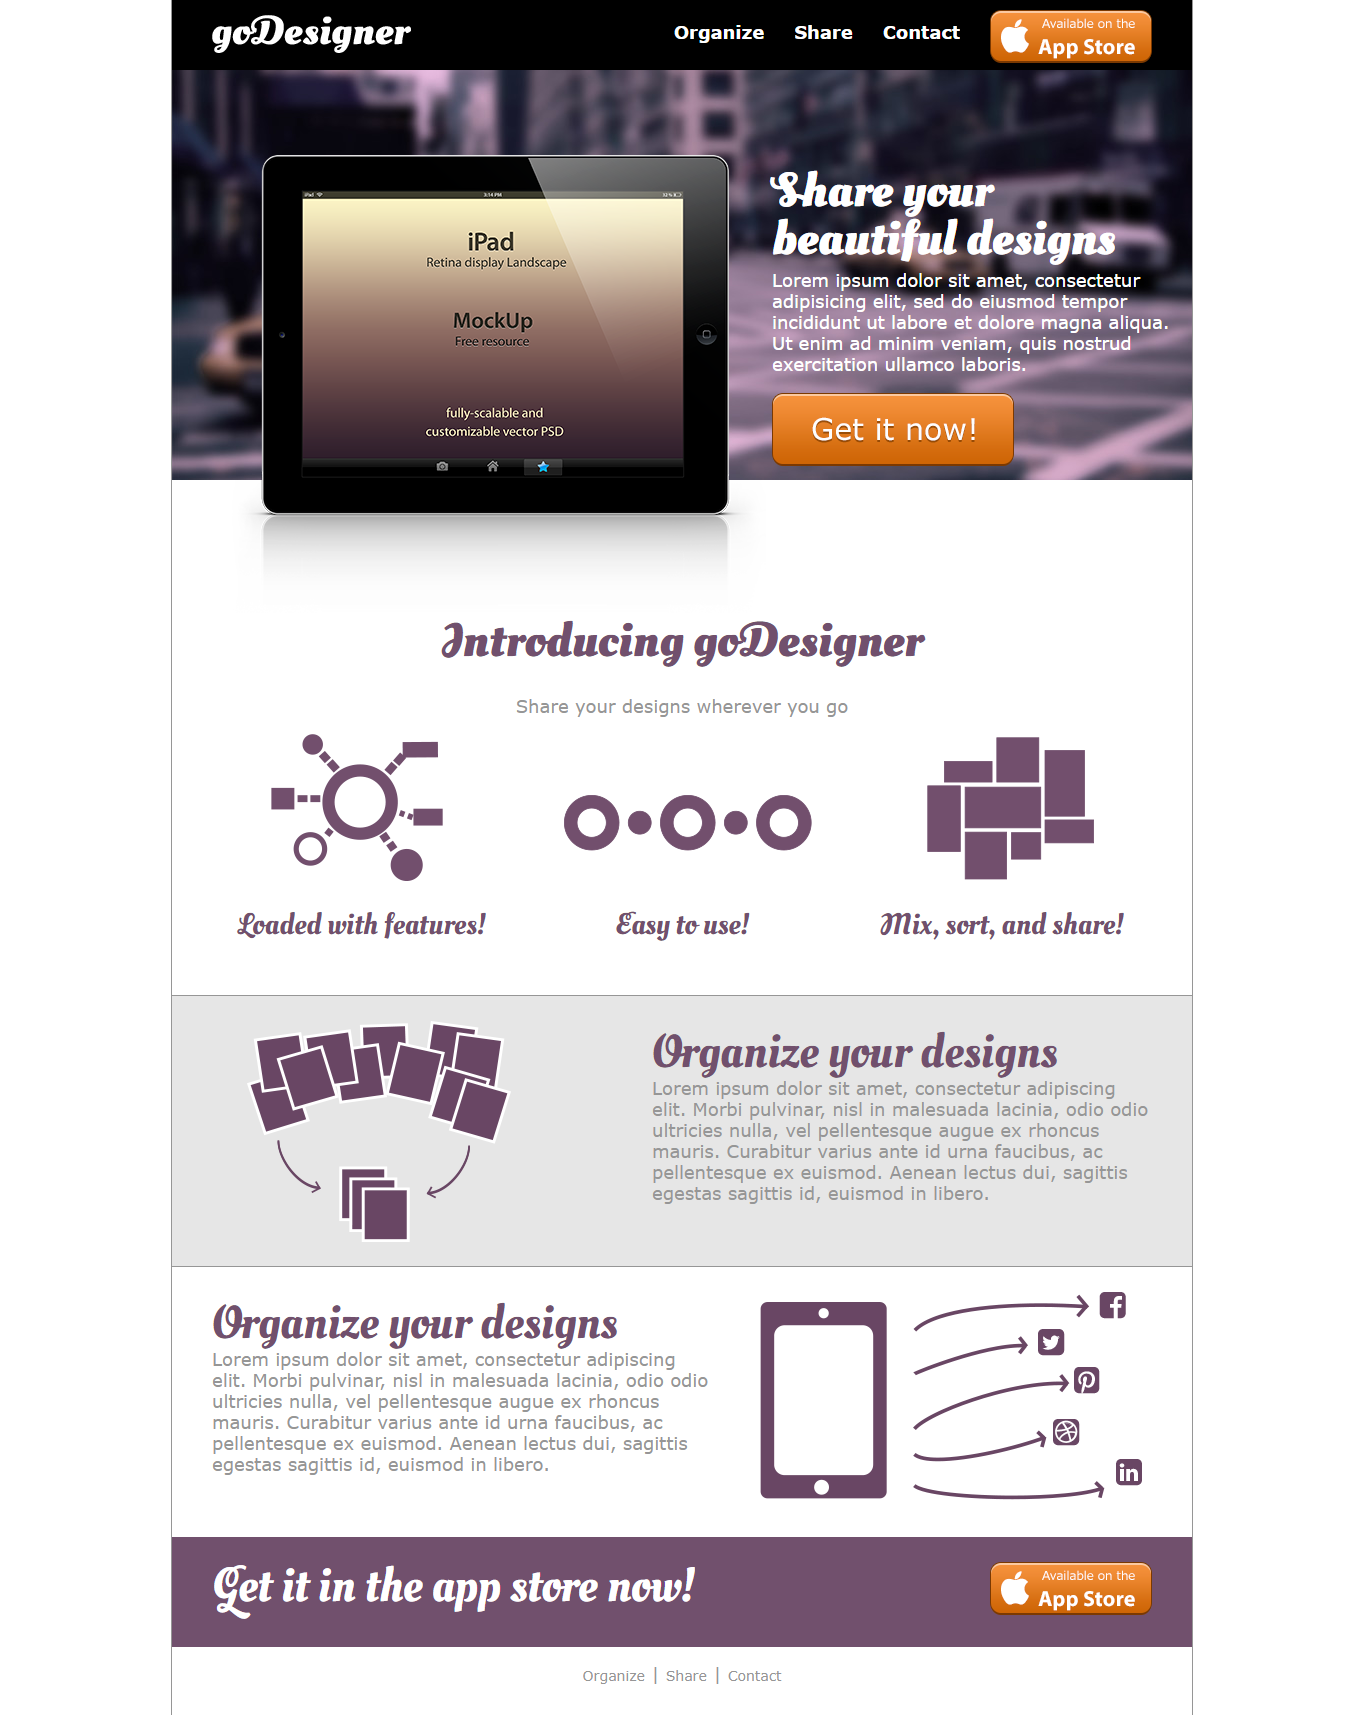 goDesigner
Organize Share Contact
Available on the
App Store
iPad 3:14 PM
iPad
Retina display Landscape
MockUp
Free resource
fully-scalable and
customizable vector PSD
Share your
beautiful designs
Lorem ipsum dolor sit amet, consectetur
adipisicing elit, sed do eiusmod tempor
incididunt ut labore et dolore magna aliqua.
Ut enim ad minim veniam, quis nostrud
exercitation ullamco laboris.
Get it now!
Introducing goDesigner
Share your designs wherever you go
Loaded with features!
Easy to use!
Mix, sort, and share!
Organize your designs
Lorem ipsum dolor sit amet, consectetur adipiscing
elit. Morbi pulvinar, nisl in malesuada lacinia, odio odio
ultricies nulla, vel pellentesque augue ex rhoncus
mauris. Curabitur varius ante id urna faucibus, ac
pellentesque ex euismod. Aenean lectus dui, sagittis
egestas sagittis id, euismod in libero.
Organize your designs
Lorem ipsum dolor sit amet, consectetur adipiscing
elit. Morbi pulvinar, nisl in malesuada lacinia, odio odio
ultricies nulla, vel pellentesque augue ex rhoncus
mauris. Curabitur varius ante id urna faucibus, ac
pellentesque ex euismod. Aenean lectus dui, sagittis
egestas sagittis id, euismod in libero.
Get it in the app store now!
Available on the
App Store
Organize | Share | Contact